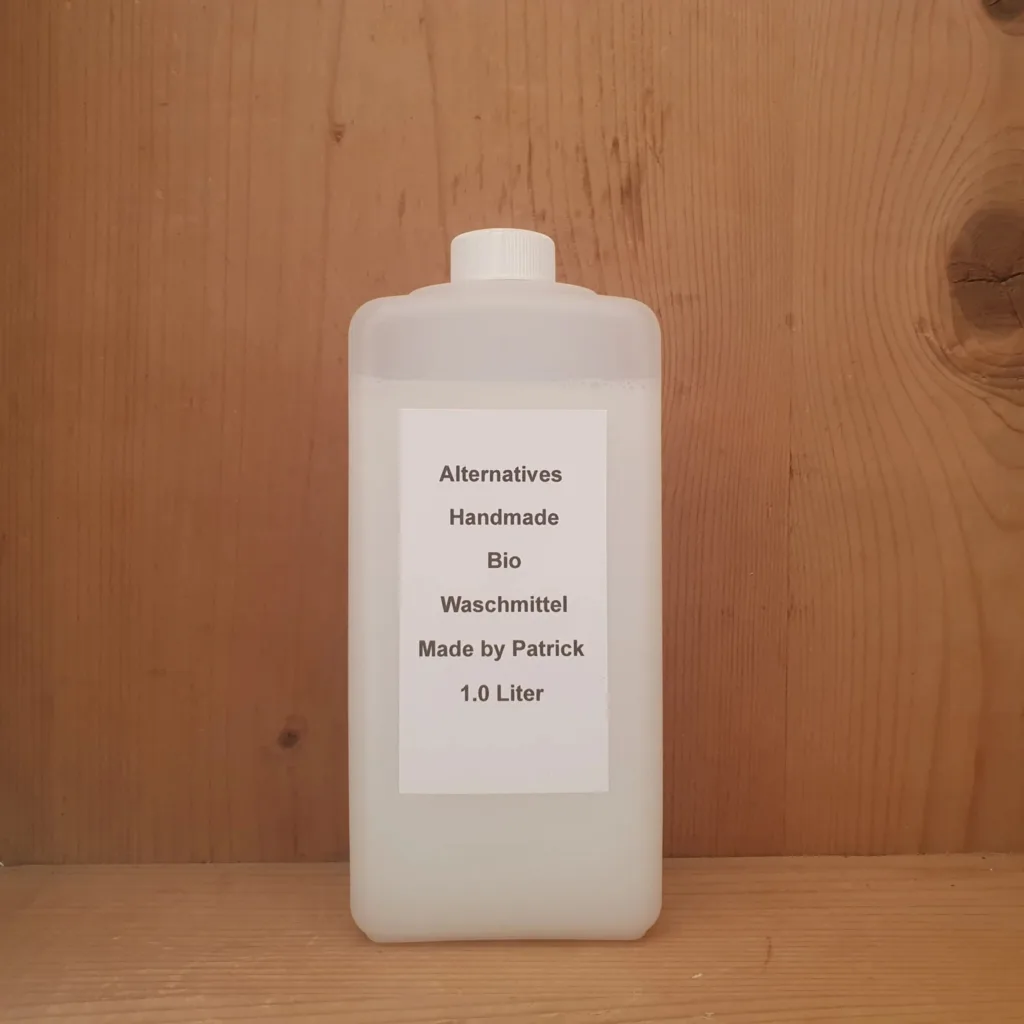 Alternatives
Handmade
Bio
Waschmittel
Made by Patrick
1.0 Liter